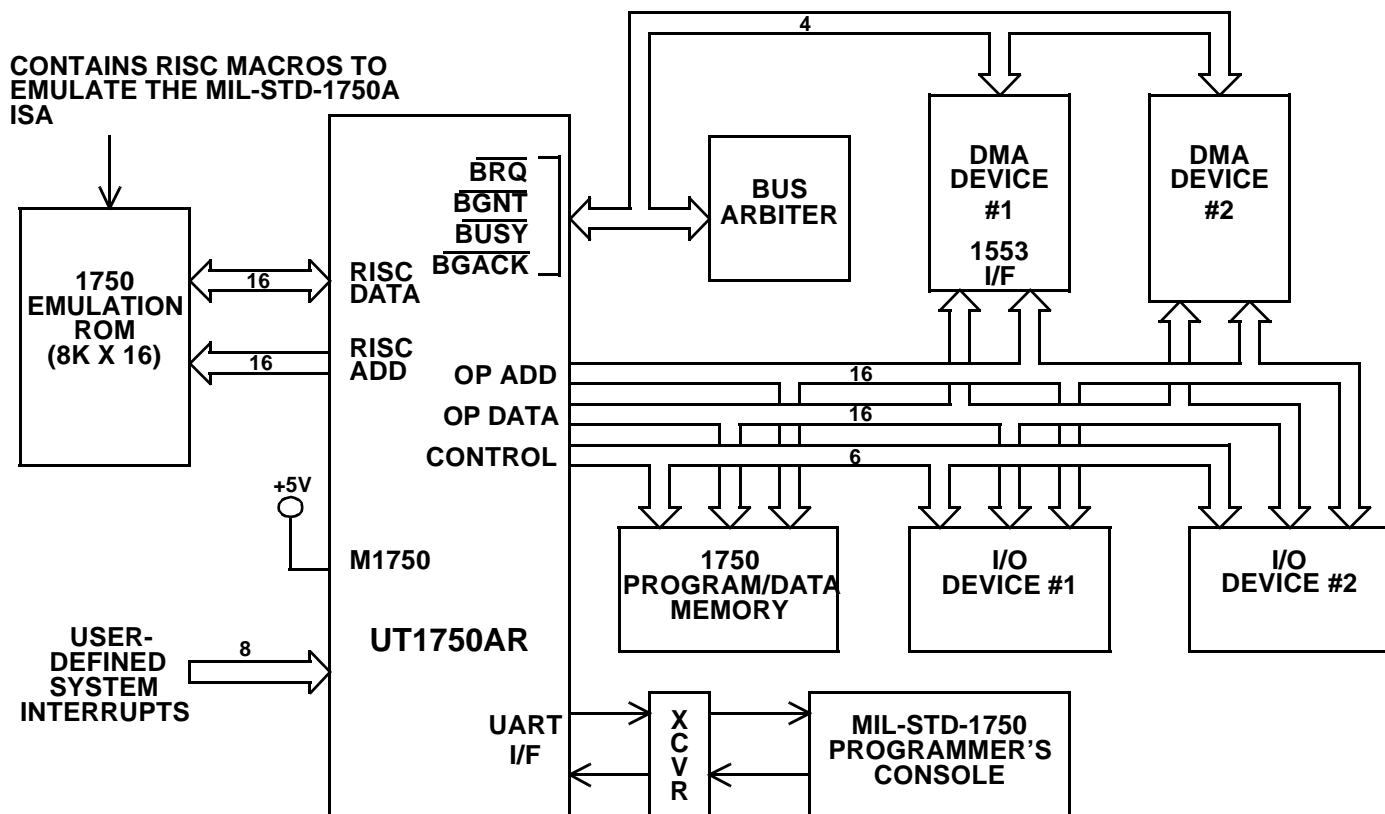 CONTAINS RISC MACROS TO
EMULATE THE MIL-STD-1750A
ISA
1750
EMULATION
ROM
(8K X 16)
16
16
RISC
DATA
RISC
ADD
BRQ
BGNT
BUSY
BGACK
4
BUS
ARBITER
DMA
DEVICE
#1
1553
I/F
DMA
DEVICE
#2
OP ADD
16
OP DATA
16
CONTROL
6
+5V
M1750
UT1750AR
USER-
DEFINED
SYSTEM
INTERRUPTS
8
1750
PROGRAM/DATA
MEMORY
I/O
DEVICE #1
I/O
DEVICE #2
UART
I/F
X
C
V
R
MIL-STD-1750
PROGRAMMER'S
CONSOLE